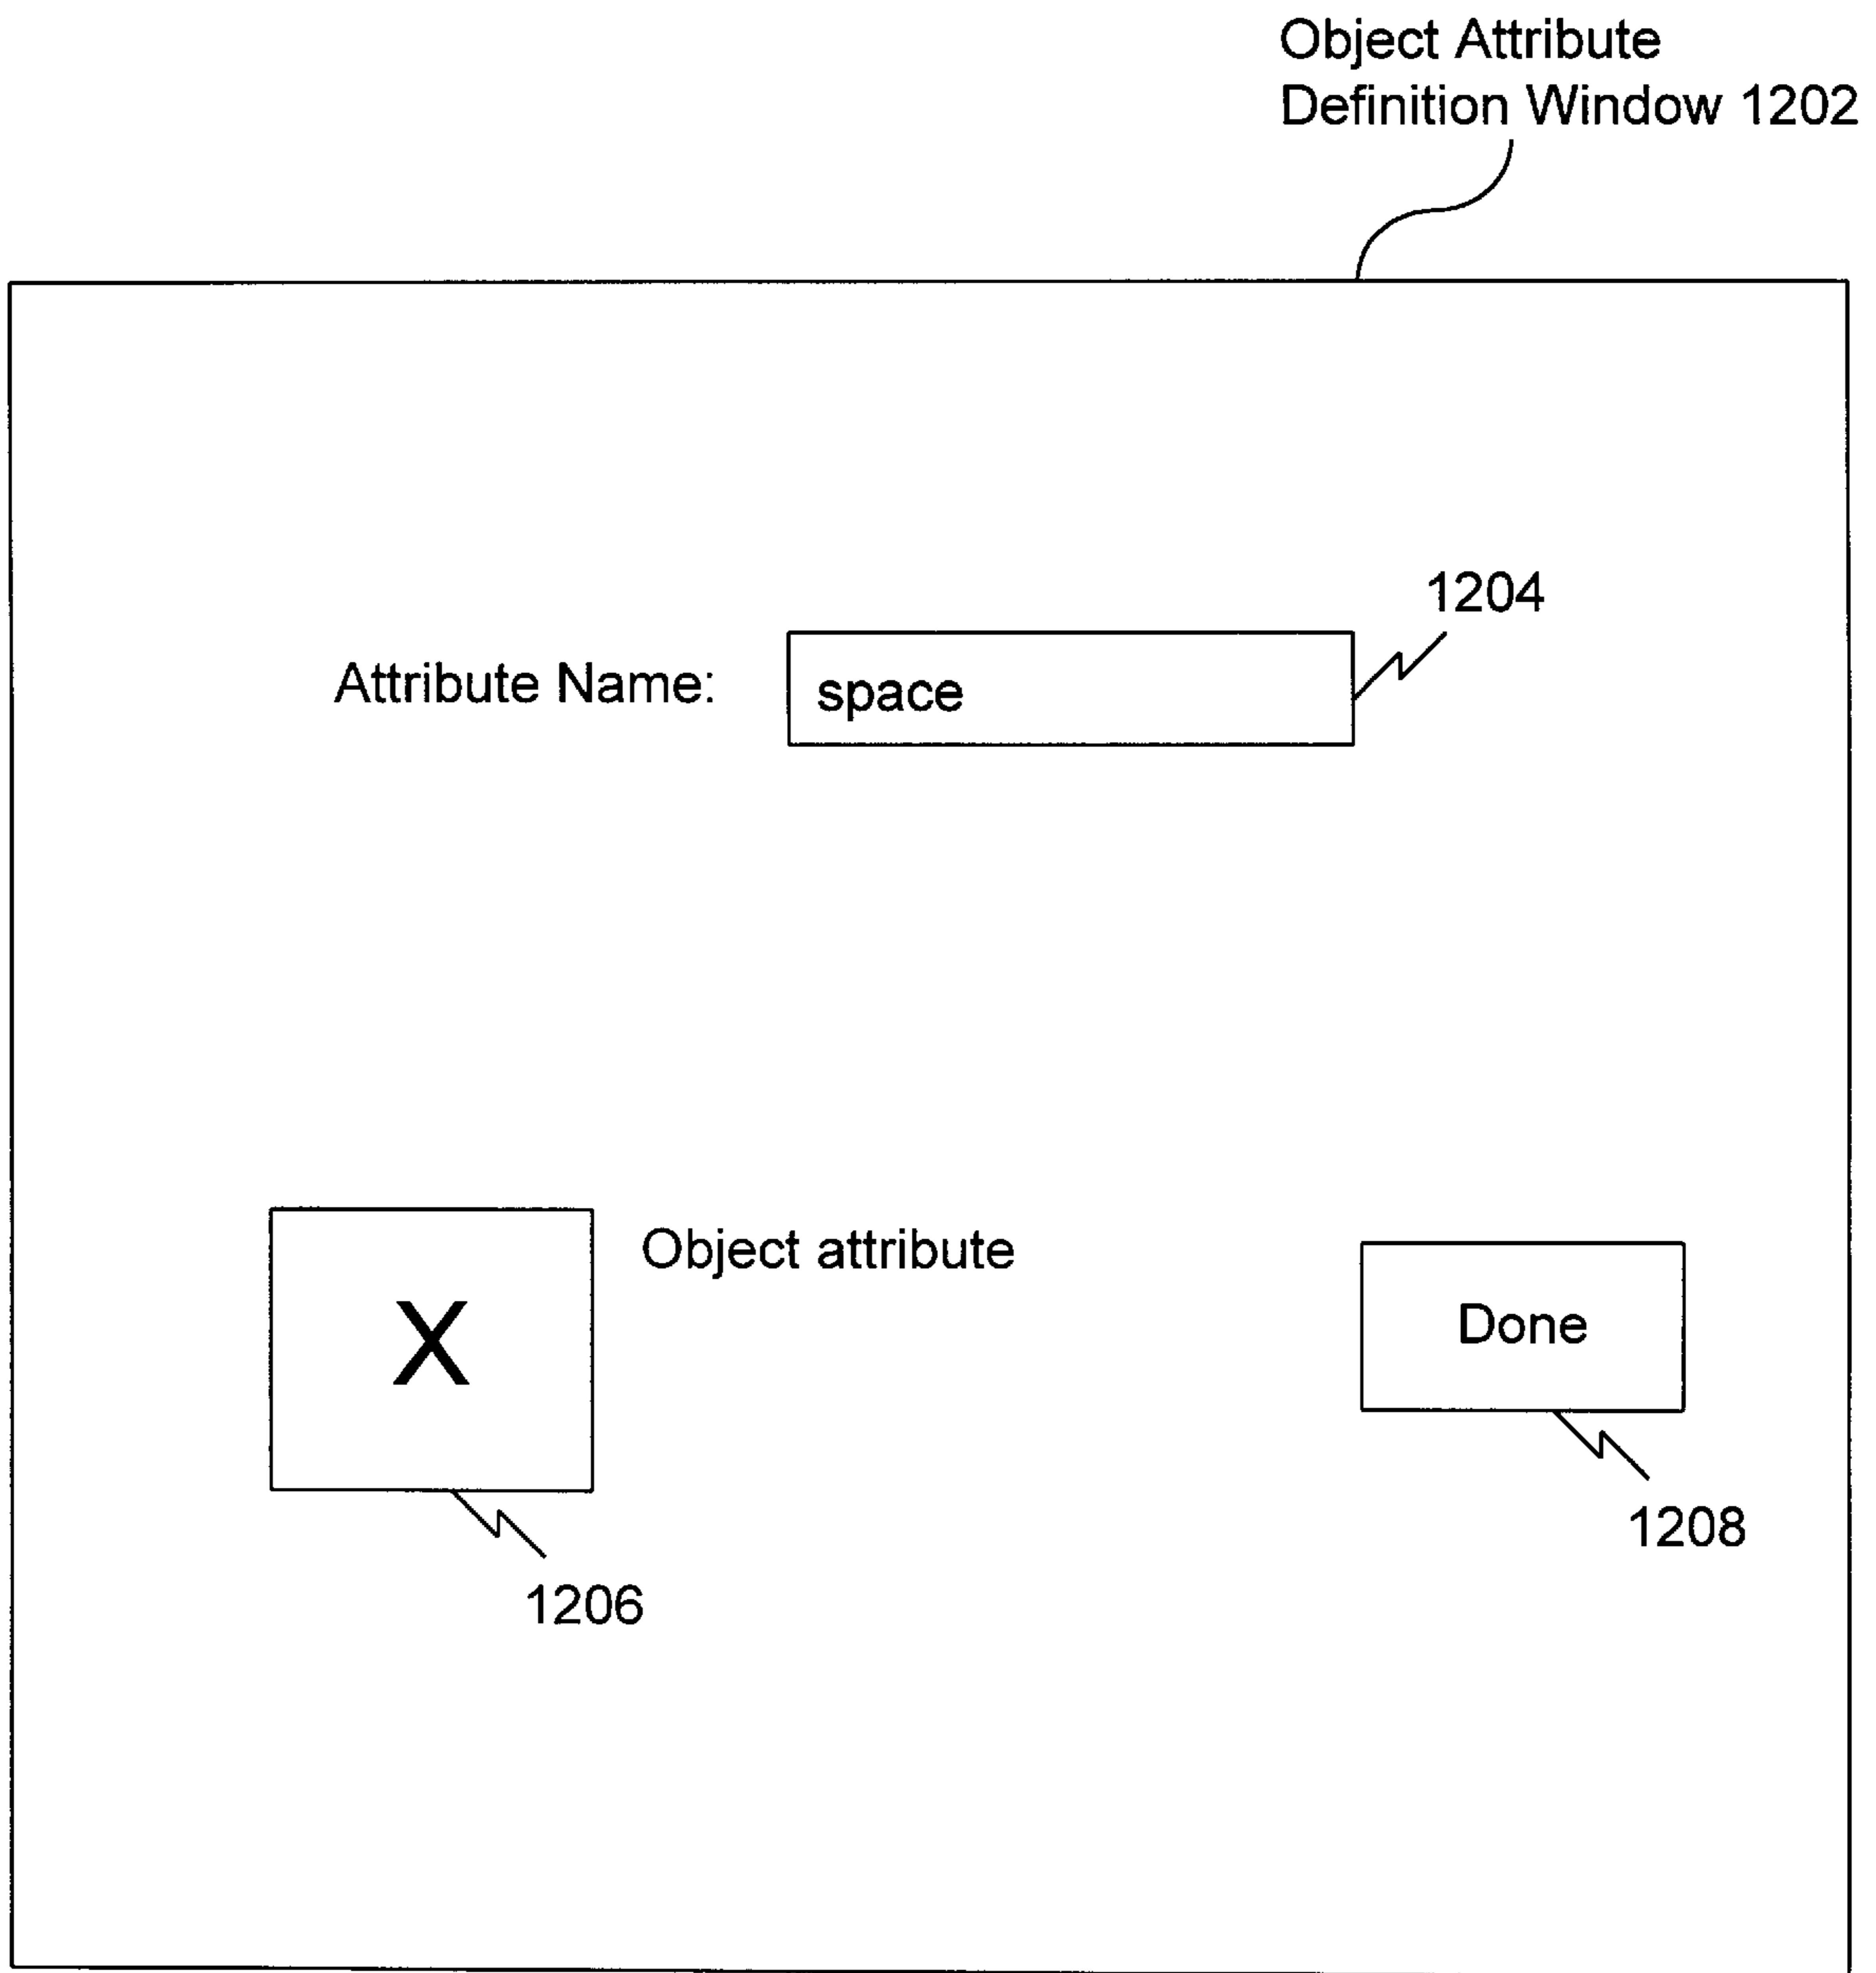 Object Attribute
Definition Window 1202
1204
Attribute Name:
space
Object attribute
X
Done
1208
1206